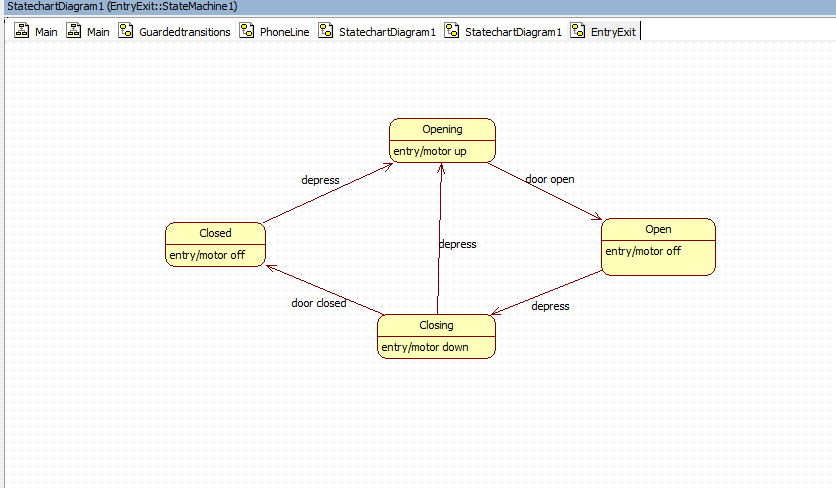 StatechartDiagram1 (EntryExit::StateMachine1)
Main Main Guardedtransitions PhoneLine StatechartDiagram1 StatechartDiagram1 EntryExit
Opening
entry/motor up
depress
door open
Closed
entry/motor off
Open
entry/motor off
depress
door closed
depress
Closing
entry/motor down